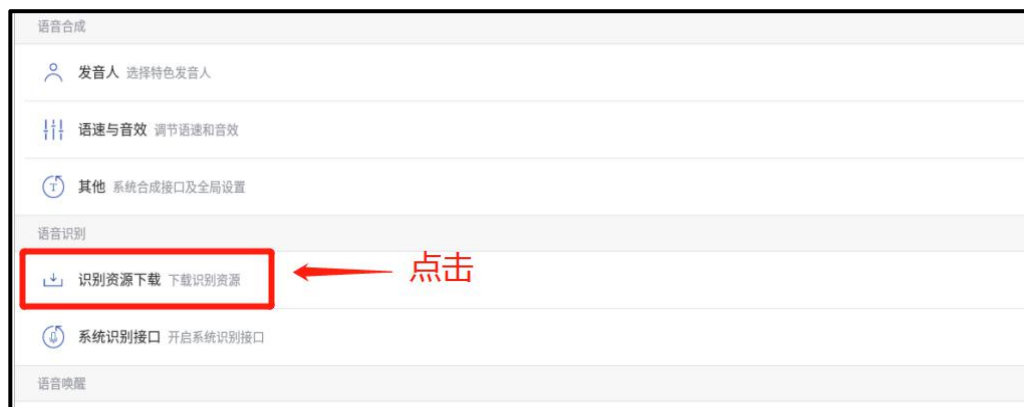 语音合成
发音人 选择特色发音人
语速与音效 调节语速和音效
其他 系统合成接口及全局设置
语音识别
识别资源下载 下载识别资源
点击
系统识别接口 开启系统识别接口
语音唤醒